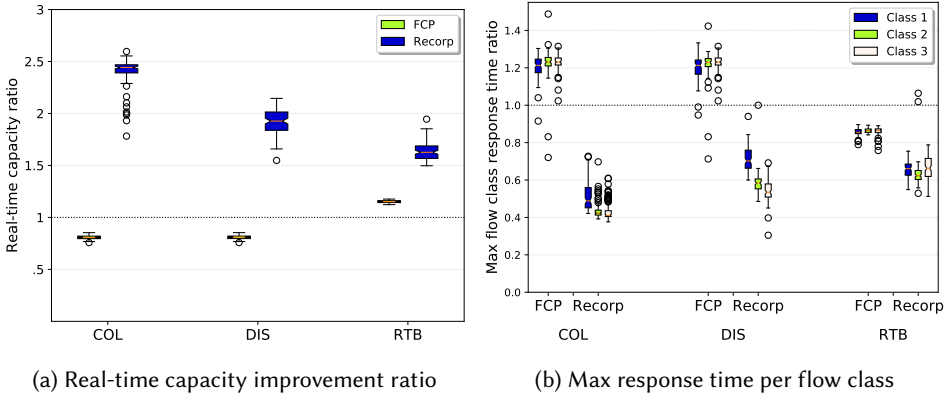 3
2.5
2
1.5
1
.5
Real-time capacity ratio
FCP
Recorp
COL
DIS
RTB
(a) Real-time capacity improvement ratio
1.4
1.2
1.0
0.8
0.6
0.4
0.2
0.0
Max flow class response time ratio
Class 1
Class 2
Class 3
FCP Recorp FCP Recorp FCP Recorp
COL DIS RTB
(b) Max response time per flow class